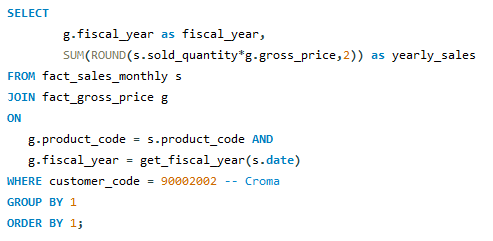 SELECT
g.fiscal_year as fiscal_year,
SUM(ROUND(s.sold_quantity*g.gross_price,2)) as yearly_sales
FROM fact_sales_monthly s
JOIN fact_gross_price g
ON
g.product_code = s.product_code AND
g.fiscal_year = get_fiscal_year(s.date)
WHERE customer_code = 90002002 -- Croma
GROUP BY 1
ORDER BY 1;